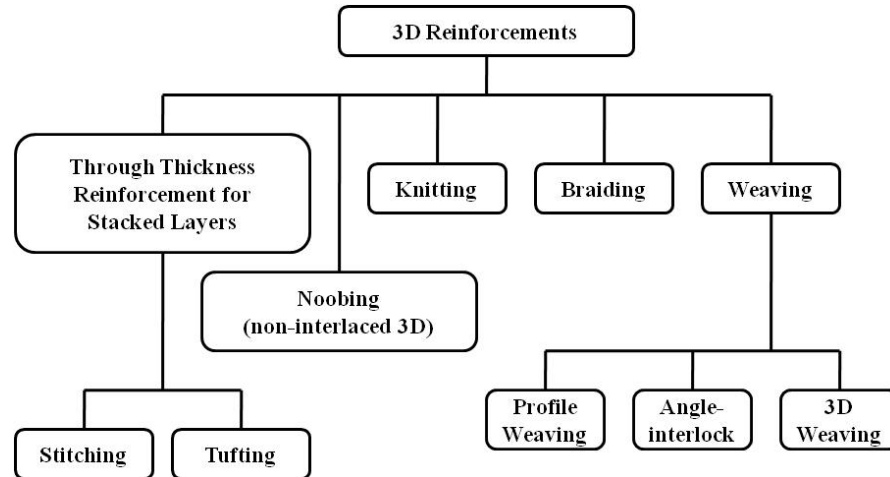 3D Reinforcements
Through Thickness
Reinforcement for
Stacked Layers
Knitting
Braiding
Weaving
Noobing
(non-interlaced 3D)
Profile
Weaving
Angle-
interlock
3D
Weaving
Stitching
Tufting